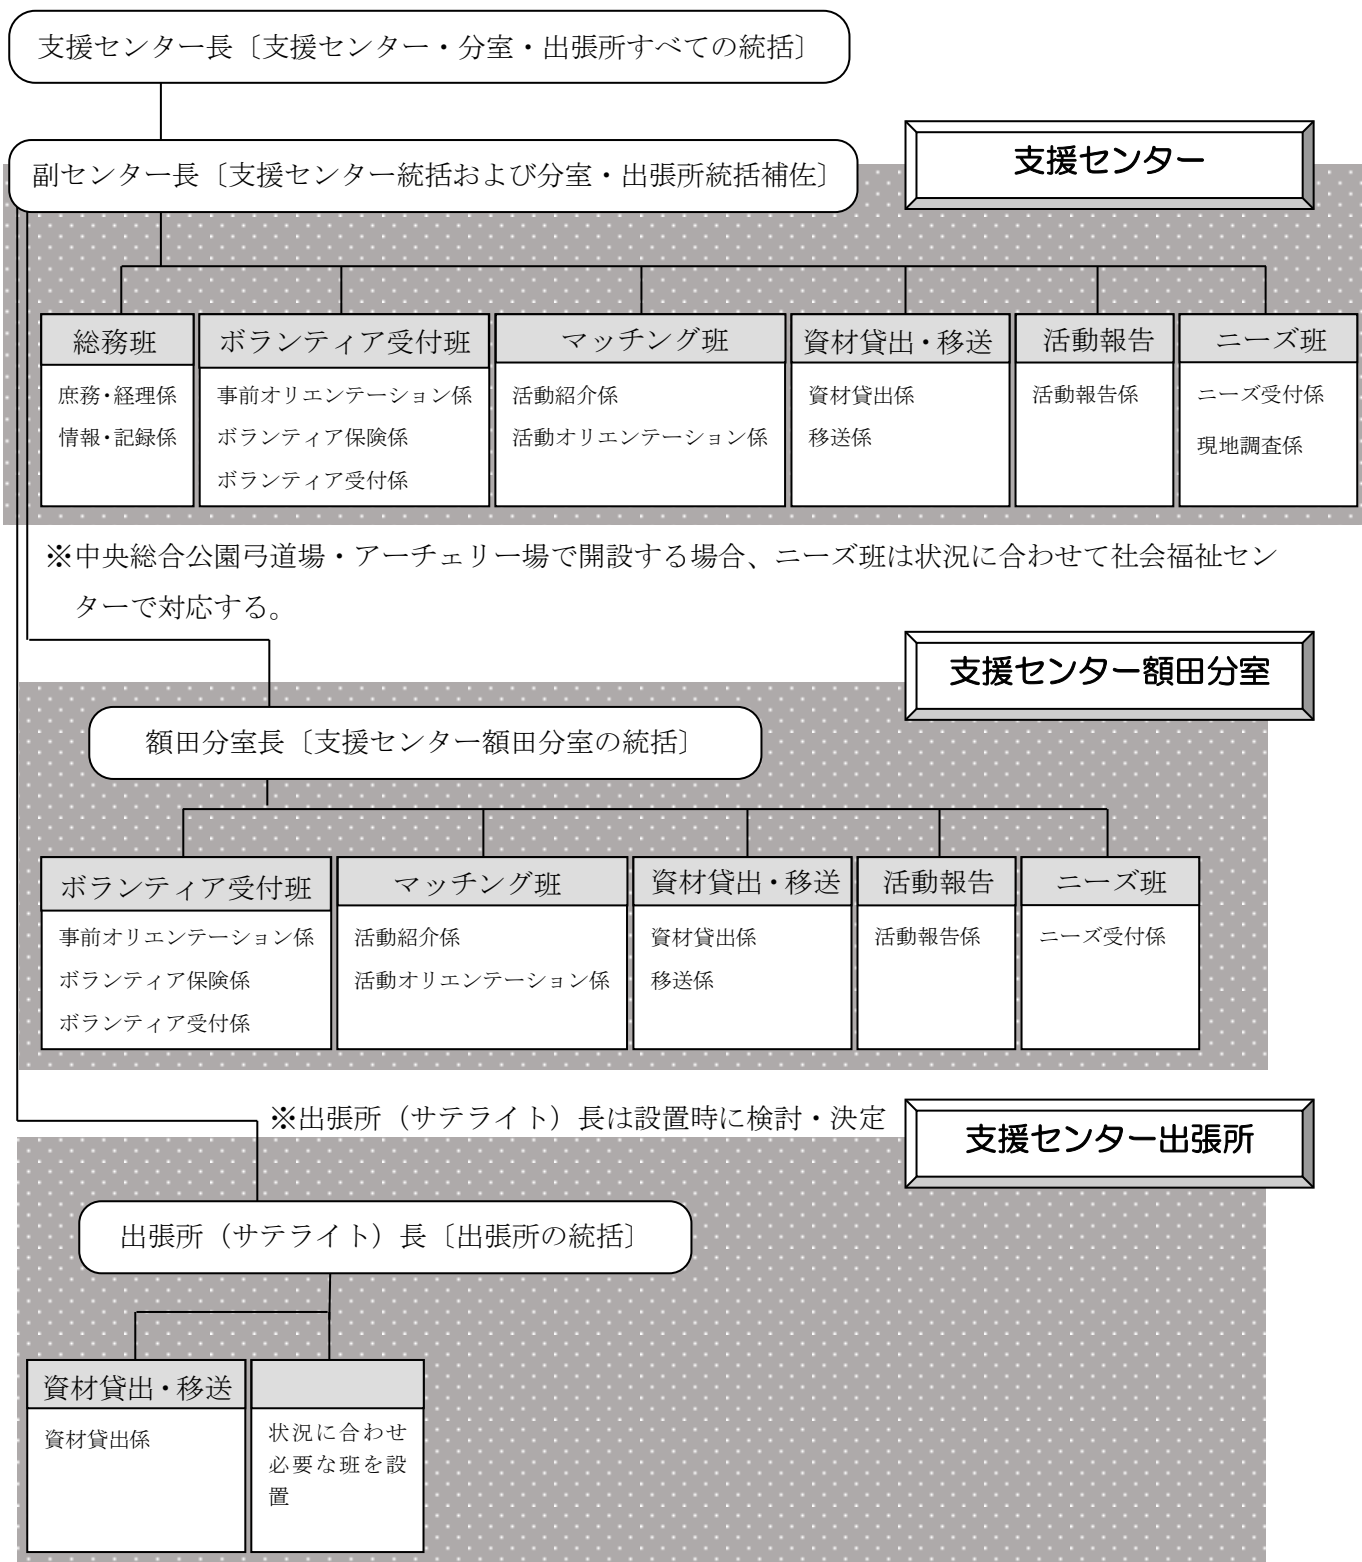 支援センター長〔支援センター・分室・出張所すべての統括〕
支援センター
副センター長〔支援センター統括および分室・出張所統括補佐〕
総務班
庶務・経理係
情報・記録係
ボランティア受付班
事前オリエンテーション係
ボランティア保険係
ボランティア受付係
マッチング班
活動紹介係
活動オリエンテーション係
資材貸出・移送
資材貸出係
移送係
活動報告
活動報告係
ニーズ班
ニーズ受付係
現地調査係
※中央総合公園弓道場・アーチェリー場で開設する場合、ニーズ班は状況に合わせて社会福祉セン
ターで対応する。
支援センター額田分室
額田分室長〔支援センター額田分室の統括〕
ボランティア受付班
事前オリエンテーション係
ボランティア保険係
ボランティア受付係
マッチング班
活動紹介係
活動オリエンテーション係
資材貸出・移送
資材貸出係
移送係
活動報告
活動報告係
ニーズ班
ニーズ受付係
※出張所（サテライト）長は設置時に検討・決定
支援センター出張所
出張所（サテライト）長〔出張所の統括〕
資材貸出・移送
資材貸出係
状況に合わせ
必要な班を設
置